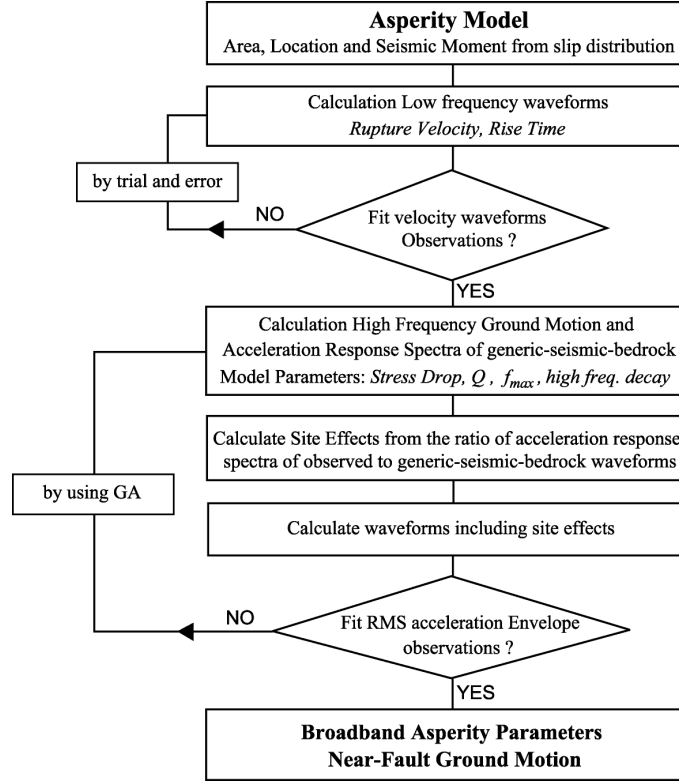 Asperity Model
Area, Location and Seismic Moment from slip distribution
Calculation Low frequency waveforms
Rupture Velocity, Rise Time
by trial and error
NO
Fit velocity waveforms
Observations ?
YES
Calculation High Frequency Ground Motion and
Acceleration Response Spectra of generic-seismic-bedrock
Model Parameters: Stress Drop, Q , fmax , high freq. decay
Calculate Site Effects from the ratio of acceleration response
spectra of observed to generic-seismic-bedrock waveforms
by using GA
Calculate waveforms including site effects
NO
Fit RMS acceleration Envelope
observations ?
YES
Broadband Asperity Parameters
Near-Fault Ground Motion